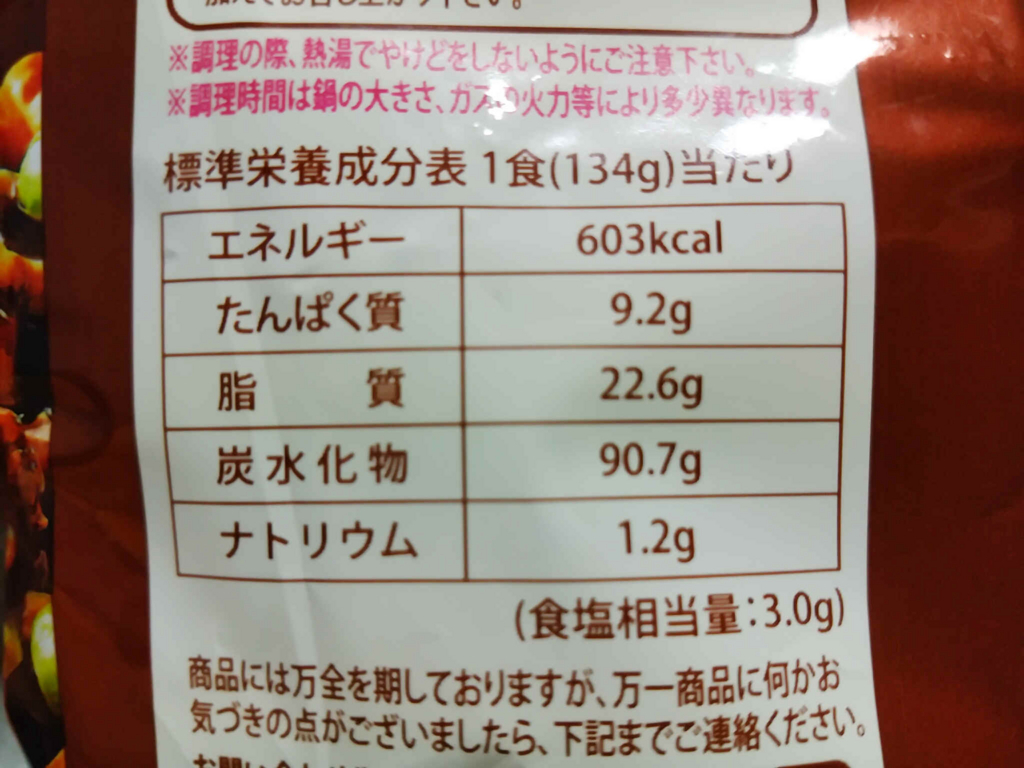 ※調理の際、熱湯でやけどをしないようにご注意下さい。
※調理時間は鍋の大きさ、ガスの火力等により多少異なります。
標準栄養成分表 1食(134g)当たり
エネルギー 603kcal
たんぱく質 9.2g
脂質 22.6g
炭水化物 90.7g
ナトリウム 1.2g
(食塩相当量:3.0g)
商品には万全を期しておりますが、万一商品に何かお
気づきの点がございましたら、下記までご連絡ください。